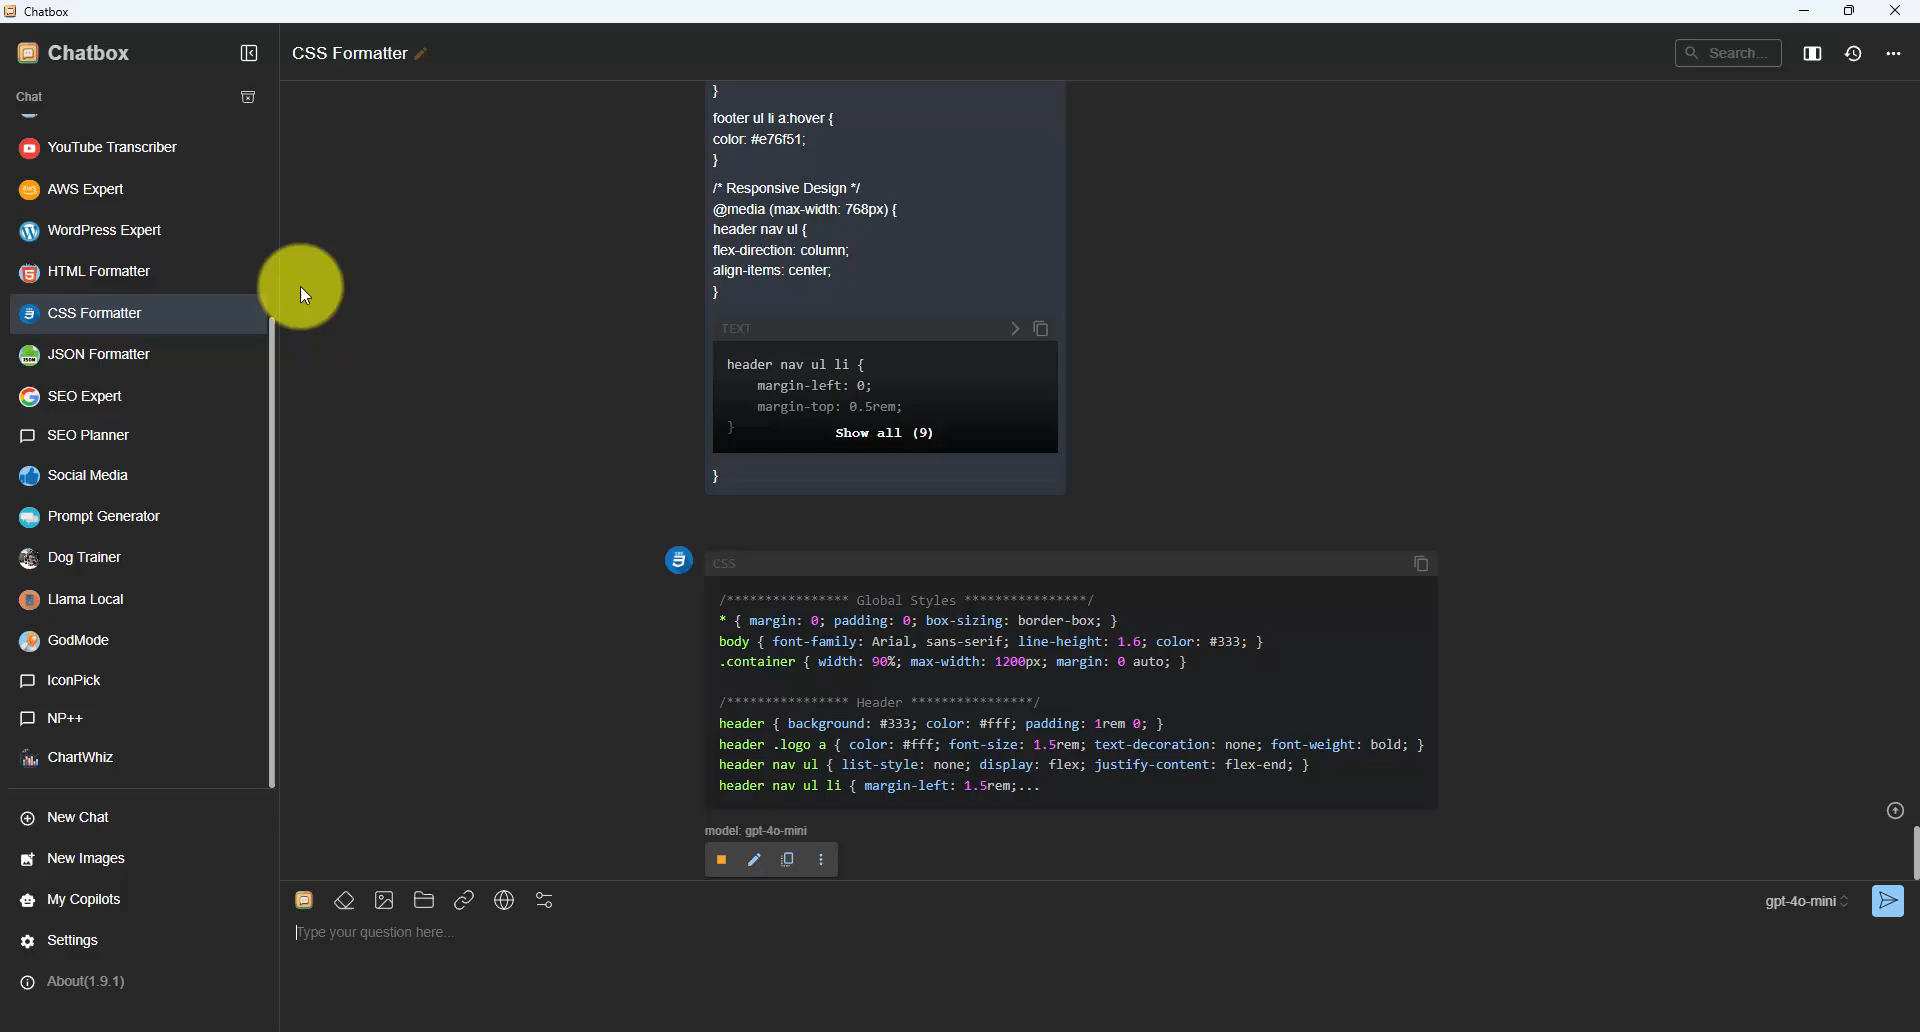 Chatbox
Chatbox
CSS Formatter
Search...
Chat
YouTube Transcriber
AWS Expert
WordPress Expert
HTML Formatter
CSS Formatter
JSON Formatter
SEO Expert
SEO Planner
Social Media
Prompt Generator
Dog Trainer
Llama Local
GodMode
IconPick
NP++
ChartWhiz
New Chat
New Images
My Copilots
Settings
About(1.9.1)
}
footer ul li a:hover {
color: #e76f51;
}
/* Responsive Design */
@media (max-width: 768px) {
header nav ul {
flex-direction: column;
align-items: center;
}
TEXT
header nav ul li {
margin-left: 0;
margin-top: 0.5rem;
}
Show all (9)
}
CSS
/**************** Global Styles ****************/
* { margin: 0; padding: 0; box-sizing: border-box; }
body { font-family: Arial, sans-serif; line-height: 1.6; color: #333; }
.container { width: 90%; max-width: 1200px; margin: 0 auto; }
/**************** Header ****************/
header { background: #333; color: #fff; padding: 1rem 0; }
header .logo a { color: #fff; font-size: 1.5rem; text-decoration: none; font-weight: bold; }
header nav ul { list-style: none; display: flex; justify-content: flex-end; }
header nav ul li { margin-left: 1.5rem;...
model: gpt-4o-mini
gpt-4o-mini
Type your question here...